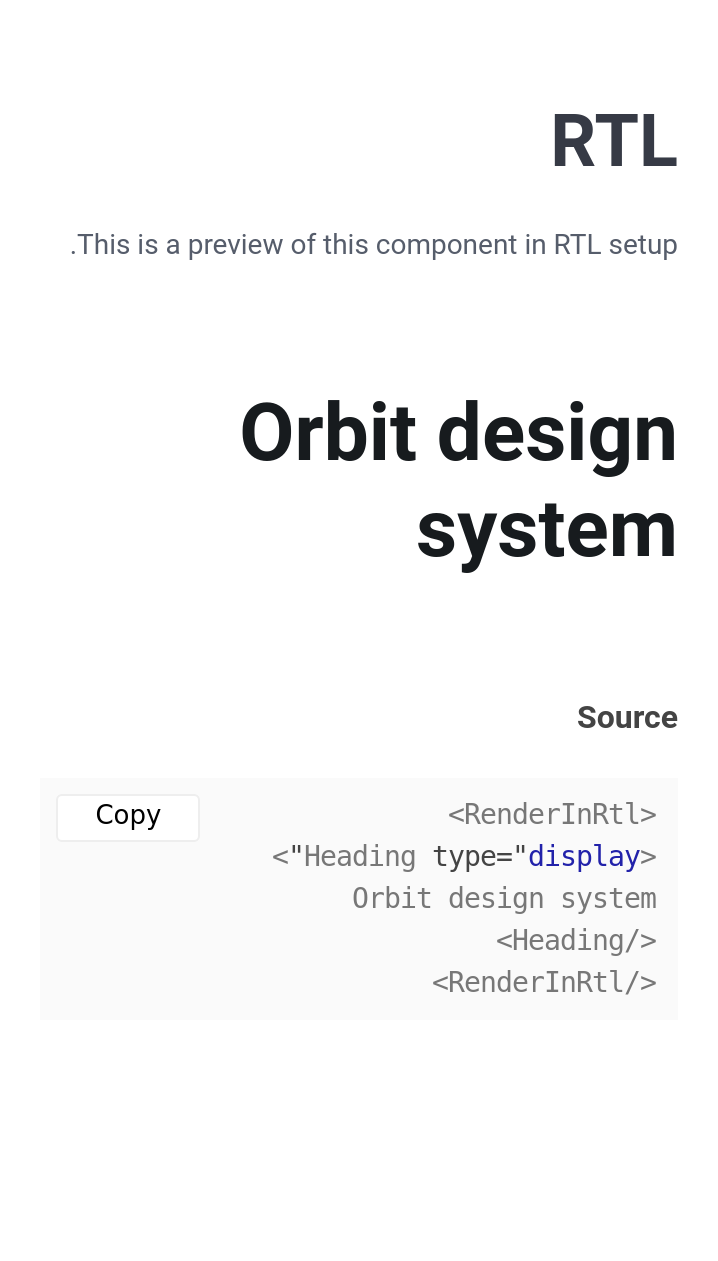 RTL
.This is a preview of this component in RTL setup
Orbit design
system
Source
Copy
<RenderInRtl>
<"Heading type="display>
Orbit design system
<Heading/>
<RenderInRtl/>